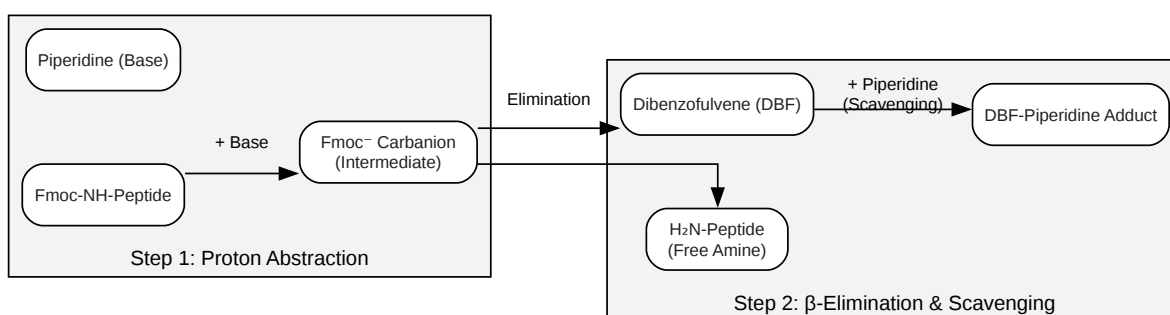 Piperidine (Base)
Fmoc-NH-Peptide
+ Base
Fmoc⁻ Carbanion
(Intermediate)
Step 1: Proton Abstraction
Elimination
Dibenzofulvene (DBF)
+ Piperidine
(Scavenging)
DBF-Piperidine Adduct
H₂N-Peptide
(Free Amine)
Step 2: β-Elimination & Scavenging